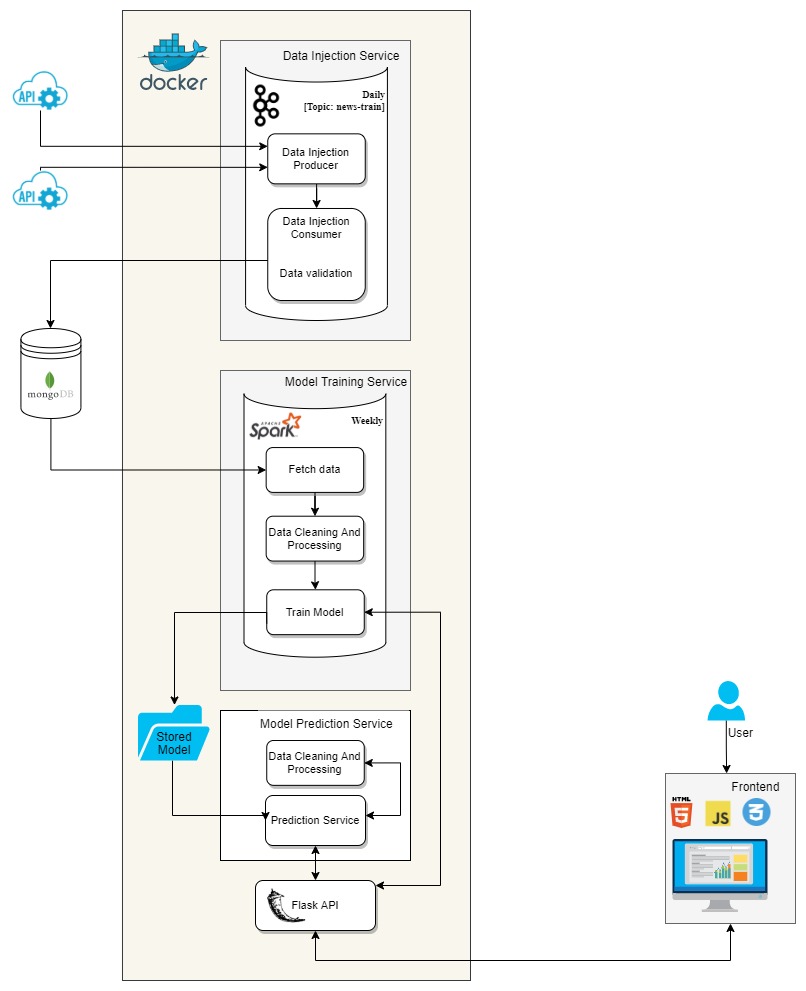 docker
Data Injection Service
Daily
[Topic: news-train]
API
Data Injection
Producer
API
Data Injection
Consumer
Data validation
mongoDB
Model Training Service
APACHE
Spark
Weekly
Fetch data
Data Cleaning And
Processing
Train Model
Stored
Model
Model Prediction Service
Data Cleaning And
Processing
Prediction Service
Flask API
User
Frontend
HTML
5
JS
3